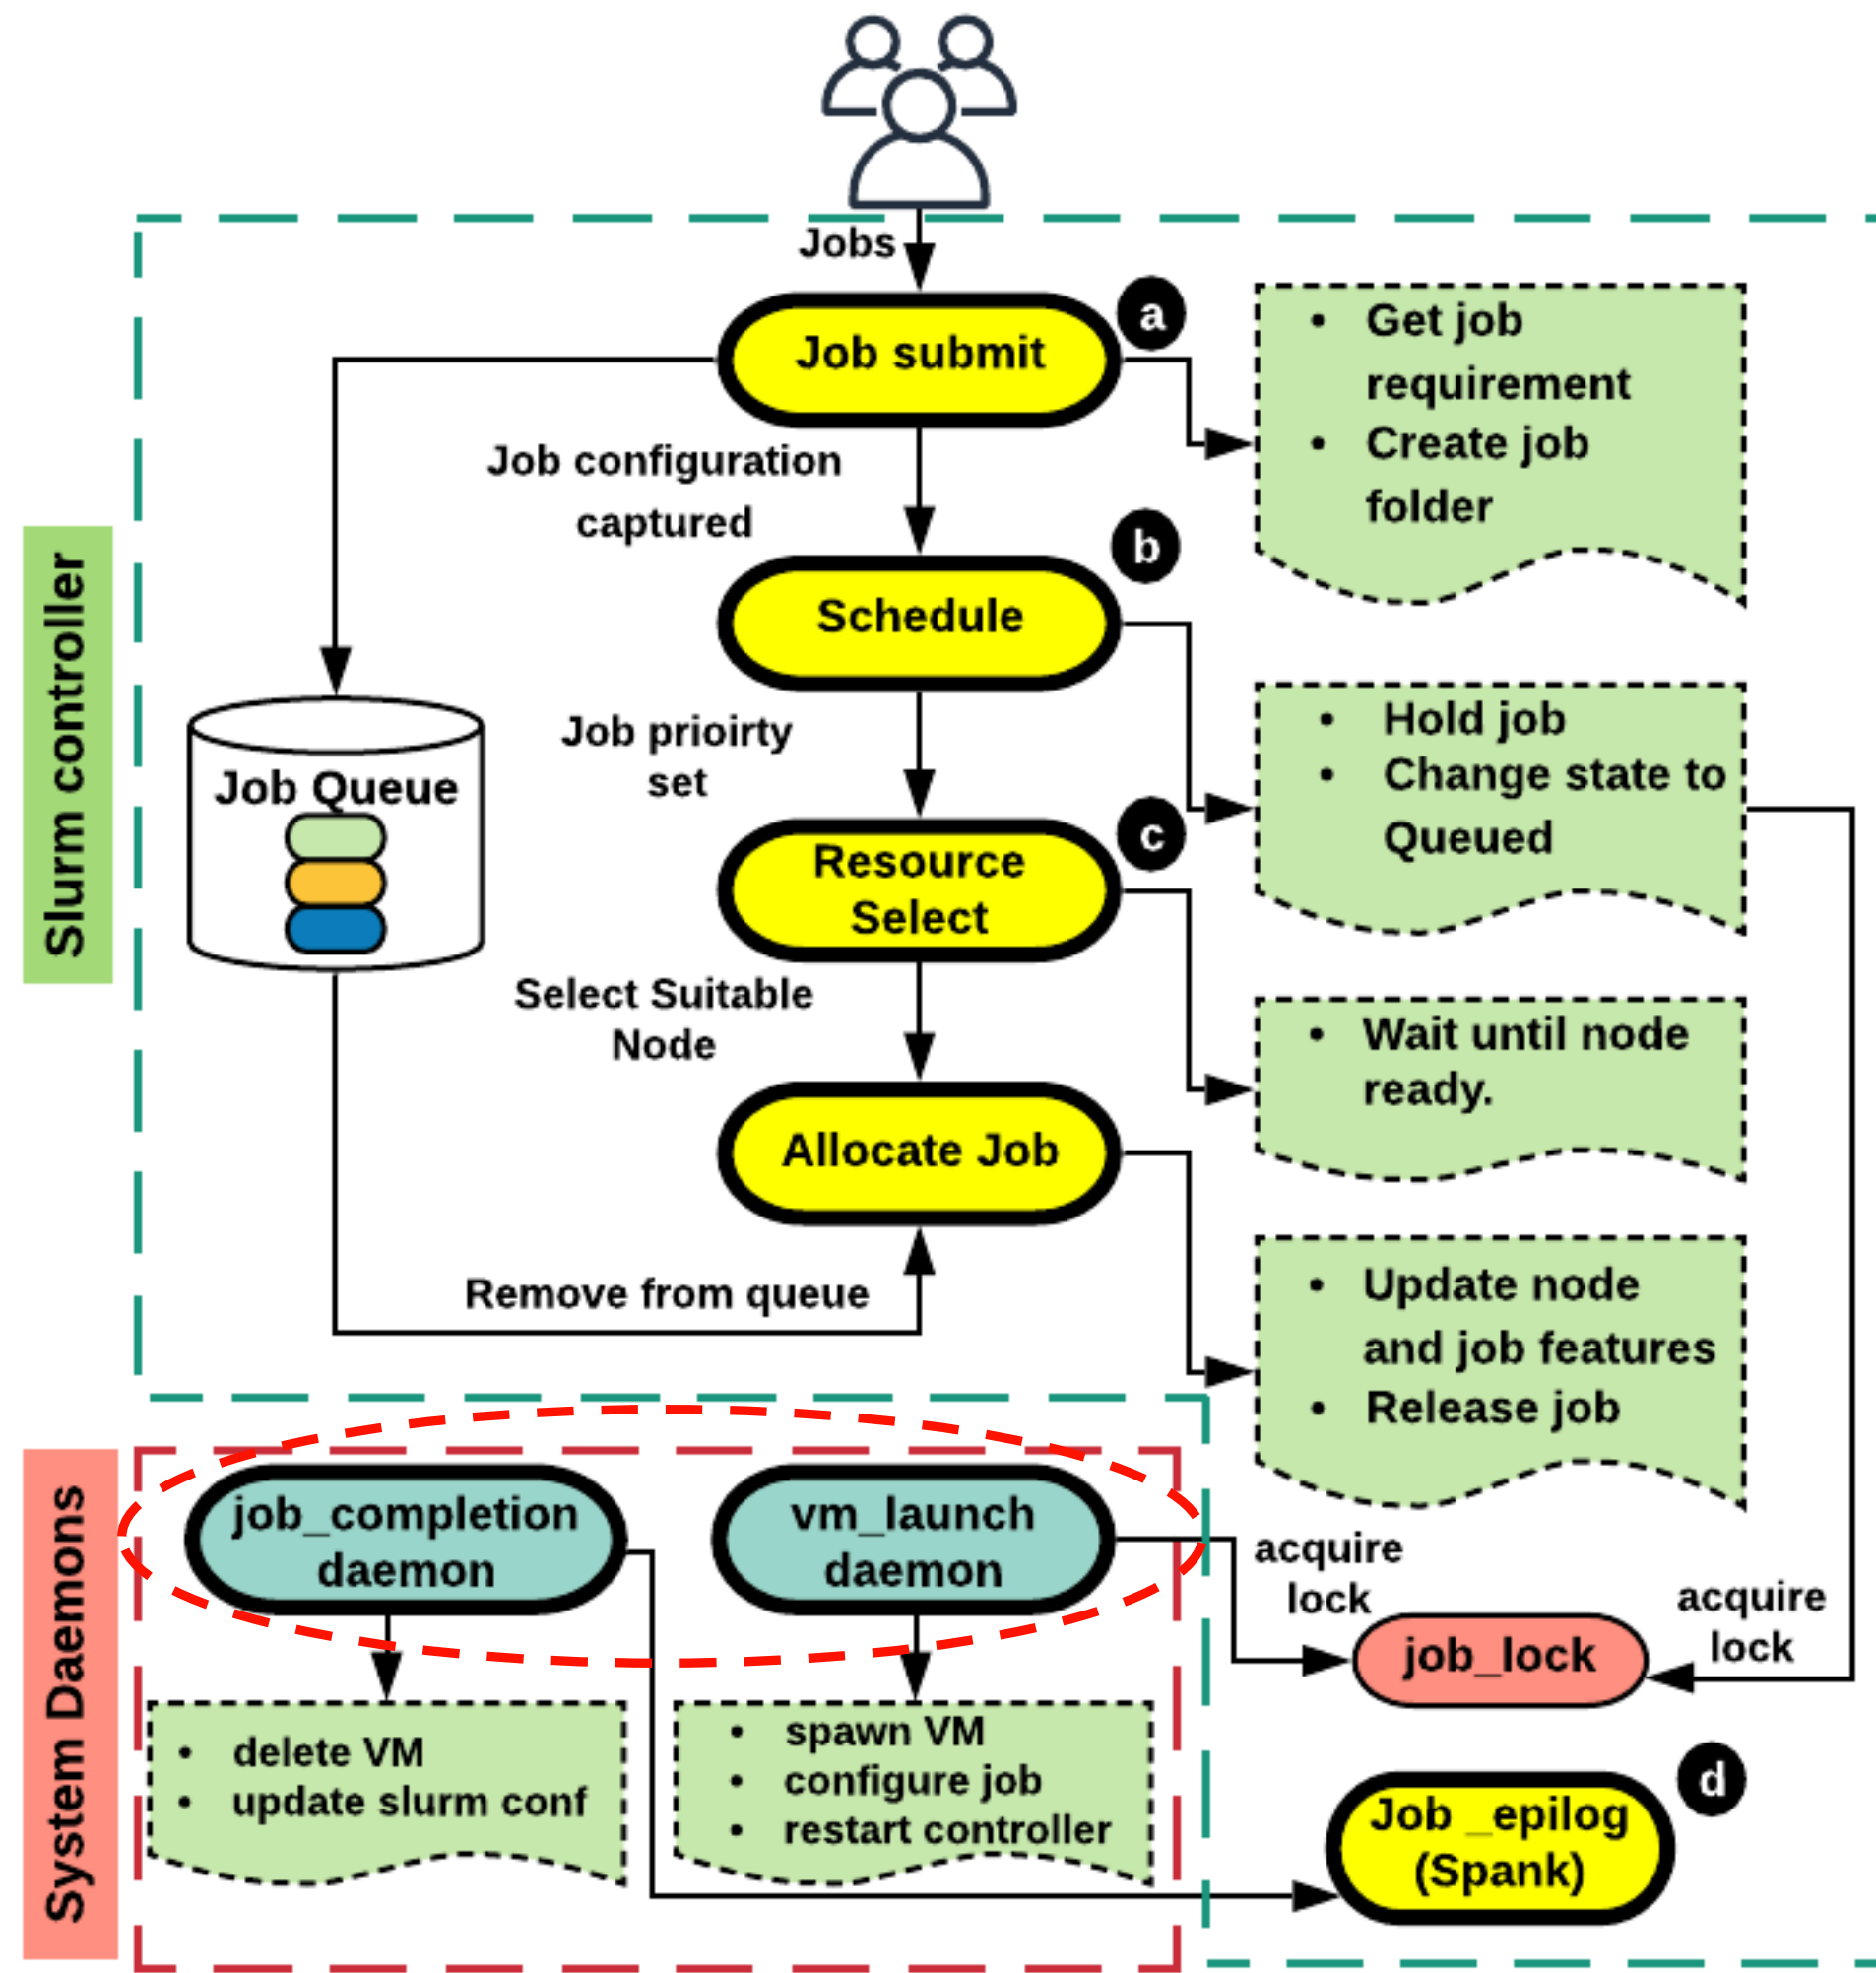 Jobs
Job submit
a
• Get job
requirement
• Create job
folder
Job configuration
captured
b
Schedule
Slurm controller
Job Queue
Job prioirty
set
• Hold job
• Change state to
Queued
c
Resource
Select
Select Suitable
Node
• Wait until node
ready.
Allocate Job
Remove from queue
• Update node
and job features
• Release job
System Daemons
job_completion
daemon
vm_launch
daemon
acquire
lock
acquire
lock
job_lock
• delete VM
• update slurm conf
• spawn VM
• configure job
• restart controller
d
Job _epilog
(Spank)